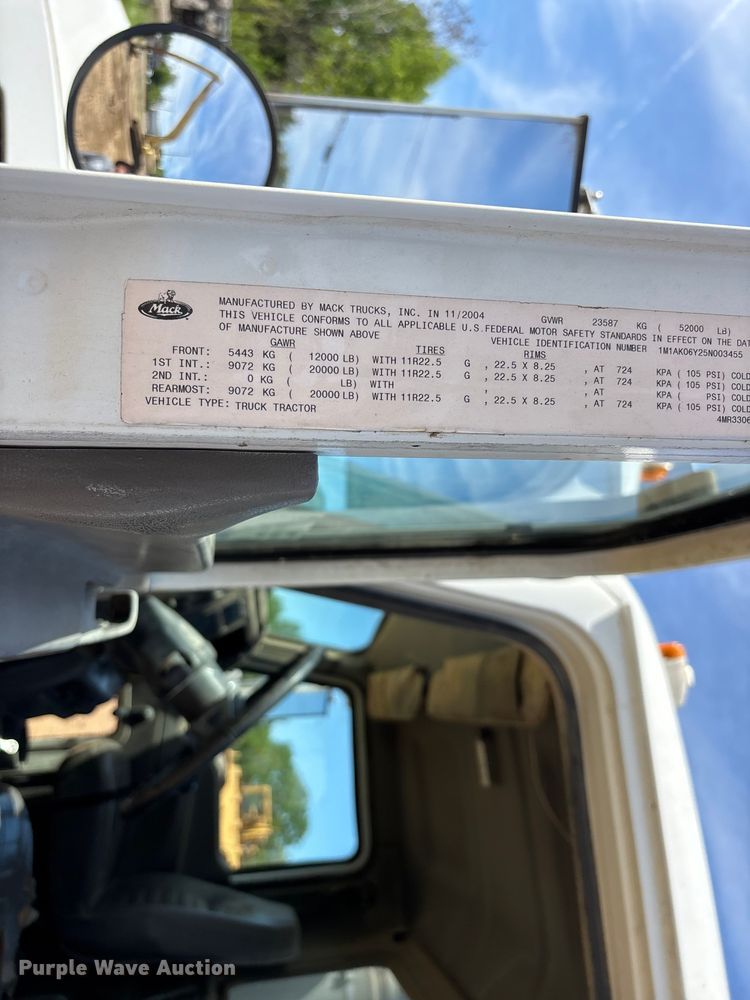 Mack
MANUFACTURED BY MACK TRUCKS, INC. IN 11/2004 GVWR 23587 KG ( 52000 LB)
THIS VEHICLE CONFORMS TO ALL APPLICABLE U.S. FEDERAL MOTOR SAFETY STANDARDS IN EFFECT ON THE DAT
OF MANUFACTURE SHOWN ABOVE VEHICLE IDENTIFICATION NUMBER 1M1AK06Y25N003455
GAWR TIRES RIMS
FRONT: 5443 KG ( 12000 LB) WITH 11R22.5 G , 22.5 X 8.25 , AT 724 KPA ( 105 PSI) COLD
1ST INT.: 9072 KG ( 20000 LB) WITH 11R22.5 G , 22.5 X 8.25 , AT 724 KPA ( 105 PSI) COLD
2ND INT.: 0 KG ( LB) WITH , AT KPA ( PSI) COLD
REARMOST: 9072 KG ( 20000 LB) WITH 11R22.5 G , 22.5 X 8.25 , AT 724 KPA ( 105 PSI) COLD
VEHICLE TYPE: TRUCK TRACTOR 4MR3306
Purple Wave Auction